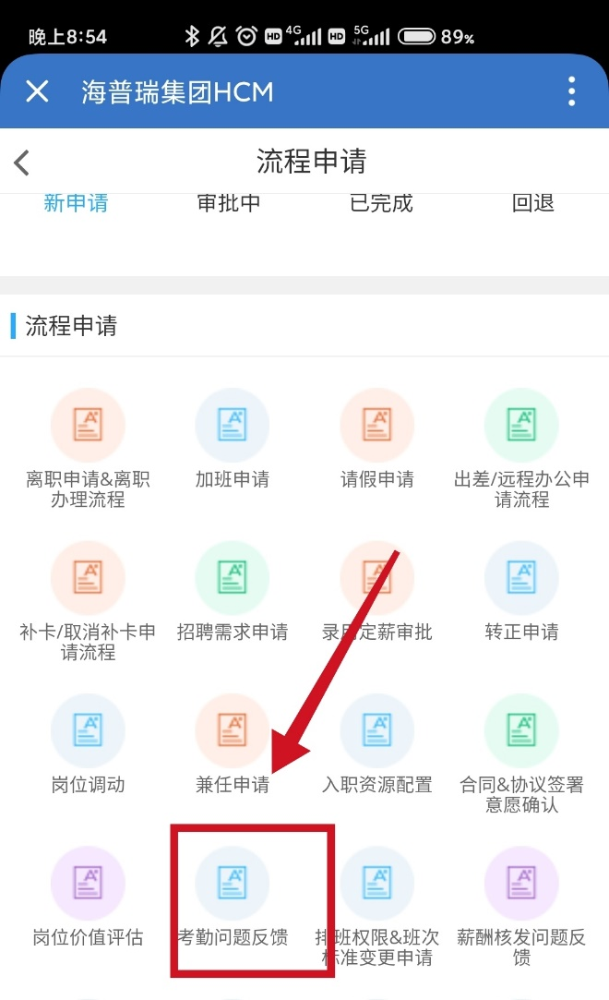 晚上8:54 HD 4G HD 5G 89%
海普瑞集团HCM
流程申请
新申请 审批中 已完成 回退
流程申请
离职申请&离职 加班申请 请假申请 出差/远程办公申
办理流程 请流程
补卡/取消补卡申 招聘需求申请 录用定薪审批 转正申请
请流程
岗位调动 兼任申请 入职资源配置 合同&协议签署
意愿确认
岗位价值评估 考勤问题反馈 排班权限&班次 薪酬核发问题反
标准变更申请 馈